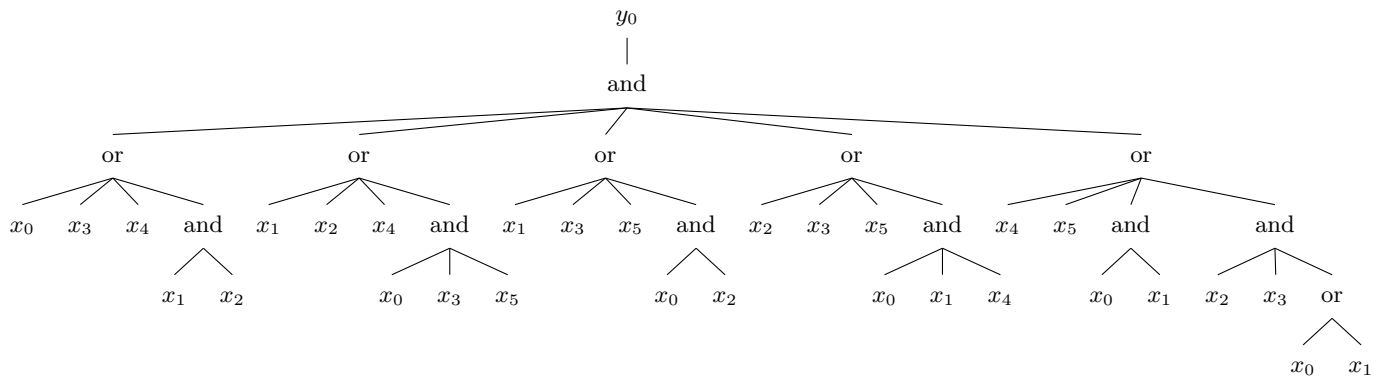 y₀
and
or or or or or
x₀ x₃ x₄ and x₁ x₂ x₄ and x₁ x₃ x₅ and x₂ x₃ x₅ and x₄ x₅ and and
x₁ x₂ x₀ x₃ x₅ x₀ x₂ x₀ x₁ x₄ x₀ x₁ x₂ x₃ or
x₀ x₁